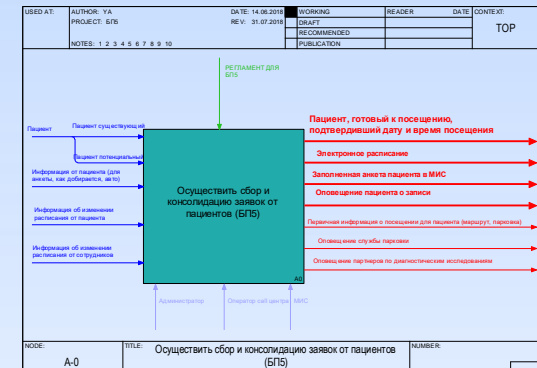 USED AT:
AUTHOR: YA
DATE: 14.06.2018
WORKING
READER
DATE
CONTEXT:
PROJECT: БП5
REV: 31.07.2018
DRAFT
TOP
RECOMMENDED
NOTES: 1 2 3 4 5 6 7 8 9 10
PUBLICATION
РЕГЛАМЕНТ ДЛЯ
БП5
Пациент
Пациент существующий
Пациент потенциальный
Информация от пациента (для
анкеты, как добирается, авто)
Информация об изменении
расписания от пациента
Информация об изменении
расписания от сотрудников
Осуществить сбор и
консолидацию заявок от
пациентов (БП5)
A0
Пациент, готовый к посещению,
подтвердивший дату и время посещения
Электронное расписание
Заполненная анкета пациента в МИС
Оповещение пациента о записи
Первичная информация о посещении для пациента (маршрут, парковка)
Оповещение службы парковки
Оповещение партнеров по диагностическим исследованиям
Администратор
Оператор call центра
МИС
NODE:
TITLE:
NUMBER:
A-0
Осуществить сбор и консолидацию заявок от пациентов
(БП5)